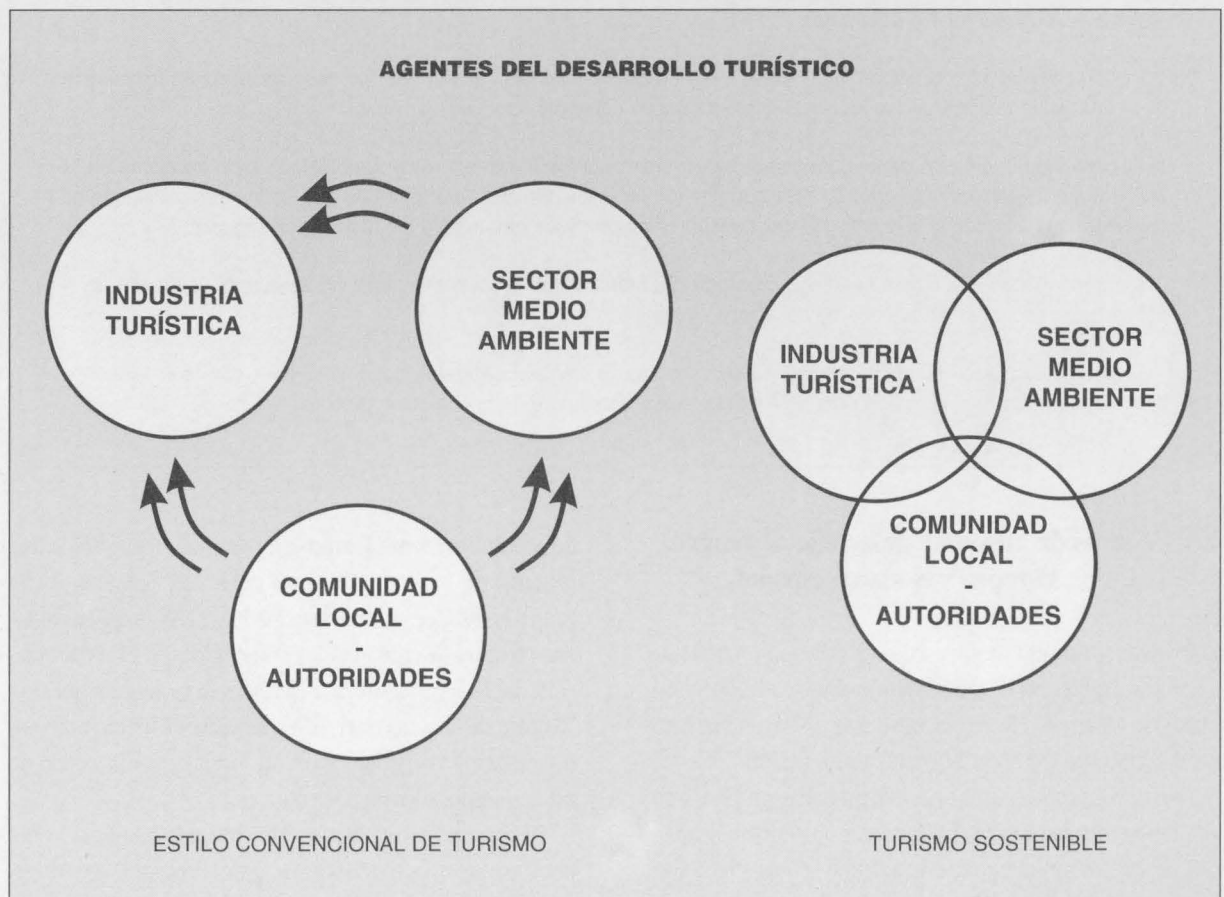 AGENTES DEL DESARROLLO TURÍSTICO
INDUSTRIA
TURÍSTICA
SECTOR
MEDIO
AMBIENTE
COMUNIDAD
LOCAL
-
AUTORIDADES
ESTILO CONVENCIONAL DE TURISMO
INDUSTRIA
TURÍSTICA
SECTOR
MEDIO
AMBIENTE
COMUNIDAD
LOCAL
-
AUTORIDADES
TURISMO SOSTENIBLE